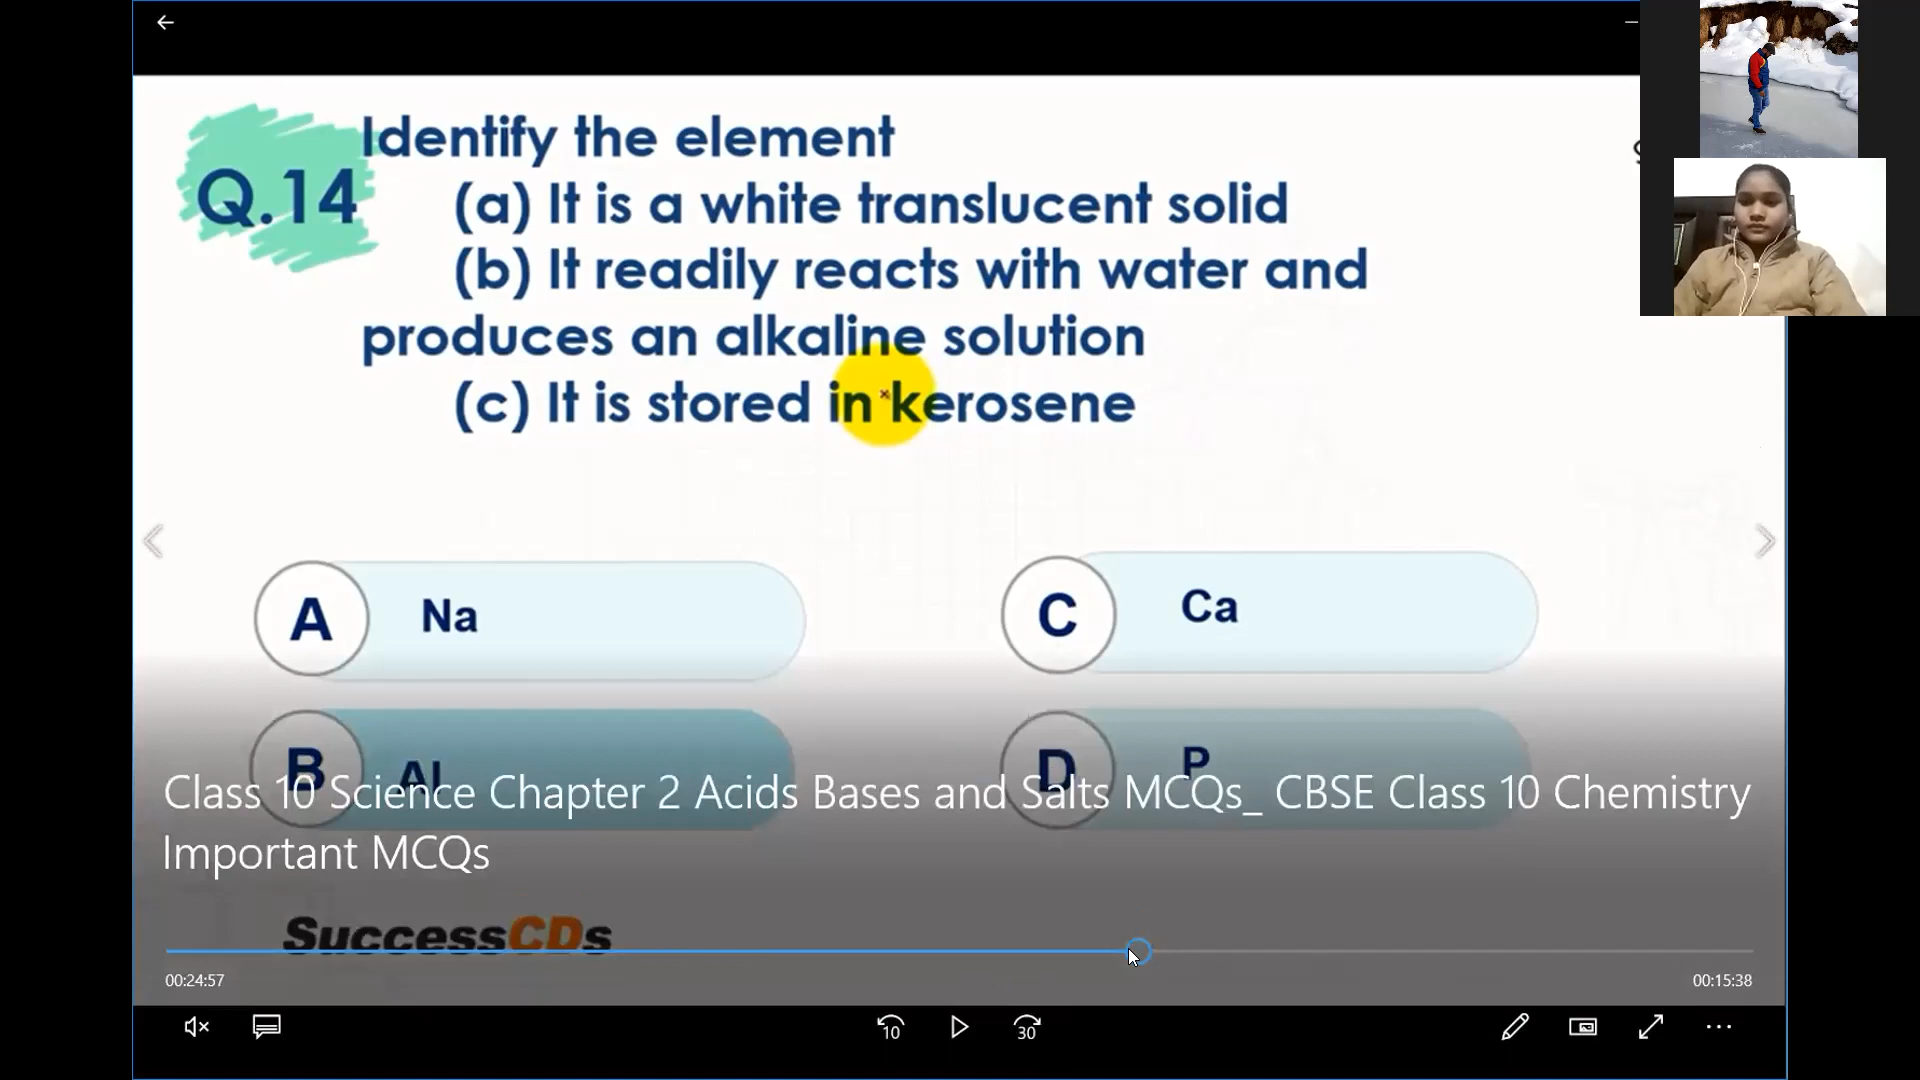 Q.14
Identify the element
(a) It is a white translucent solid
(b) It readily reacts with water and
produces an alkaline solution
(c) It is stored in kerosene
A Na
C Ca
B Al
D P
Class 10 Science Chapter 2 Acids Bases and Salts MCQs_ CBSE Class 10 Chemistry
Important MCQs
SuccessCDs
00:24:57
00:15:38
10
30